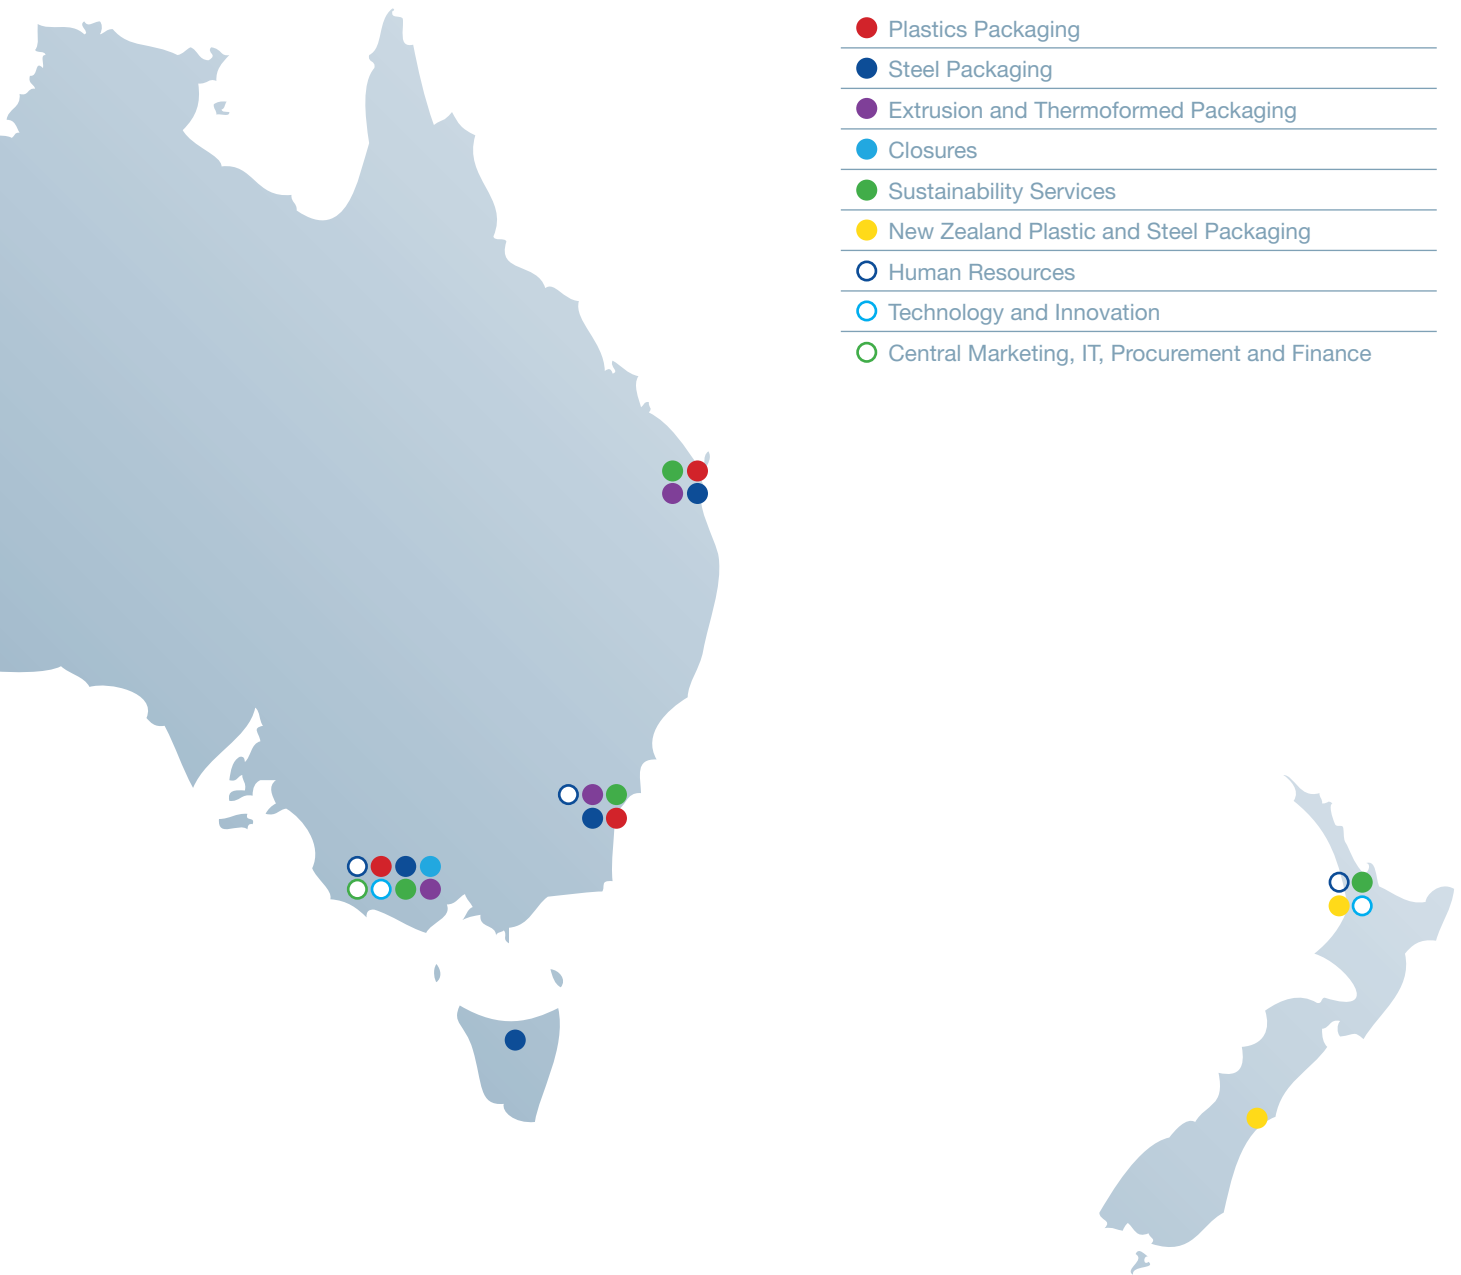 Plastics Packaging
Steel Packaging
Extrusion and Thermoformed Packaging
Closures
Sustainability Services
New Zealand Plastic and Steel Packaging
Human Resources
Technology and Innovation
Central Marketing, IT, Procurement and Finance